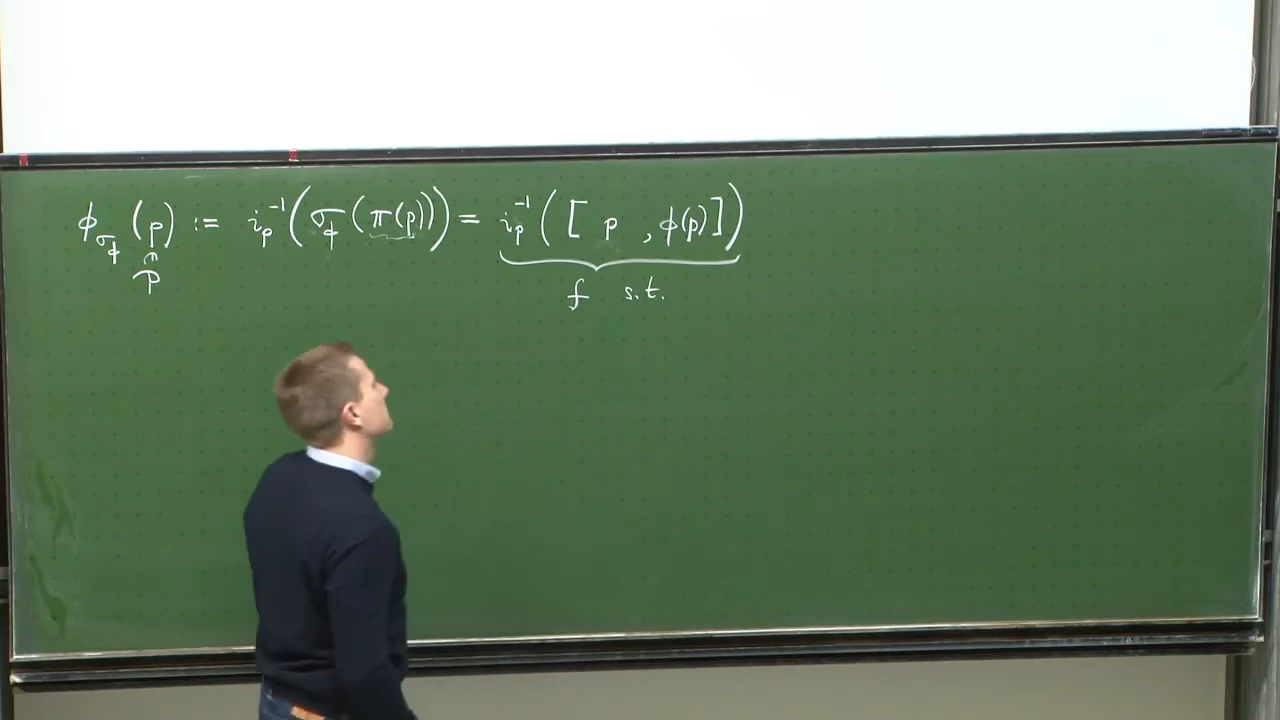 ϕ_{σ_ϕ}(p) := i_p^{-1}(σ_ϕ(π(p))) = i_p^{-1}([p, ϕ(p)])
∩
P
f s.t.